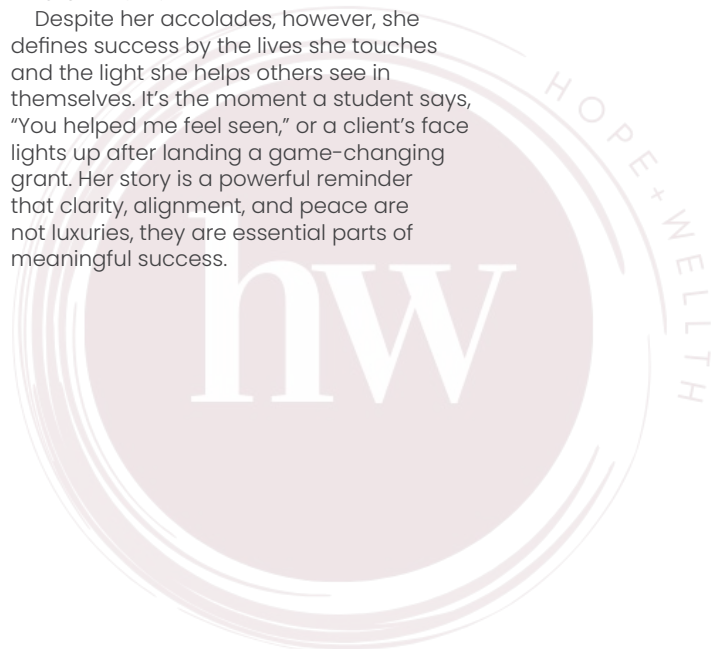 Despite her accolades, however, she
defines success by the lives she touches
and the light she helps others see in
themselves. It’s the moment a student says,
“You helped me feel seen,” or a client’s face
lights up after landing a game-changing
grant. Her story is a powerful reminder
that clarity, alignment, and peace are
not luxuries, they are essential parts of
meaningful success.
HOPE+WELLTH
hw